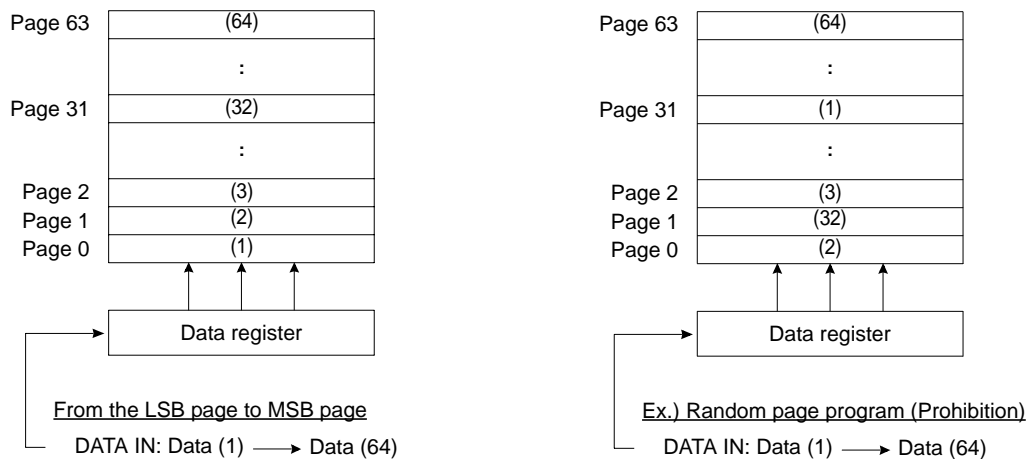 Page 63 (64)
:
Page 31 (32)
:
Page 2 (3)
Page 1 (2)
Page 0 (1)
Data register
From the LSB page to MSB page
DATA IN: Data (1) Data (64)
Page 63 (64)
:
Page 31 (1)
:
Page 2 (3)
Page 1 (32)
Page 0 (2)
Data register
Ex.) Random page program (Prohibition)
DATA IN: Data (1) Data (64)